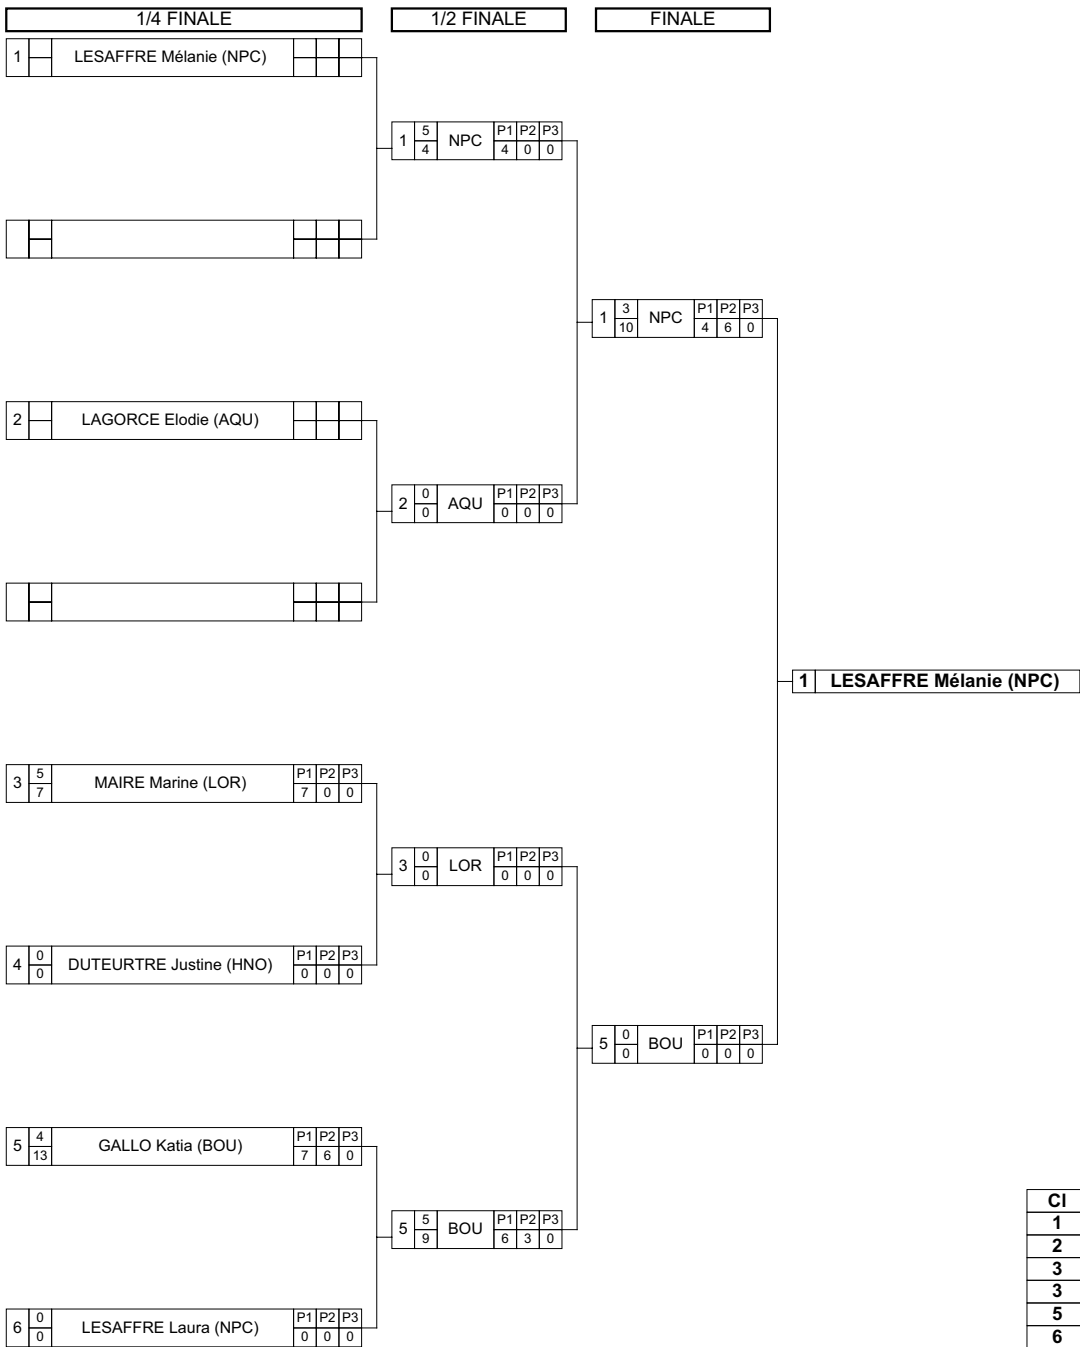 1/4 FINALE 1/2 FINALE FINALE
1 LESAFFRE Mélanie (NPC)
5 P1 P2 P3
1 NPC
4 4 0 0
3 P1 P2 P3
1 NPC
10 4 6 0
2 LAGORCE Elodie (AQU)
0 P1 P2 P3
2 AQU
0 0 0 0
1 LESAFFRE Mélanie (NPC)
5 P1 P2 P3
3 MAIRE Marine (LOR)
7 7 0 0
0 P1 P2 P3
3 LOR
0 0 0 0
0 P1 P2 P3
4 DUTEURTRE Justine (HNO)
0 0 0 0
0 P1 P2 P3
5 BOU
0 0 0 0
4 P1 P2 P3
5 GALLO Katia (BOU)
13 7 6 0
5 P1 P2 P3
5 BOU
9 6 3 0
0 P1 P2 P3
6 LESAFFRE Laura (NPC)
0 0 0 0
Cl
1
2
3
3
5
6